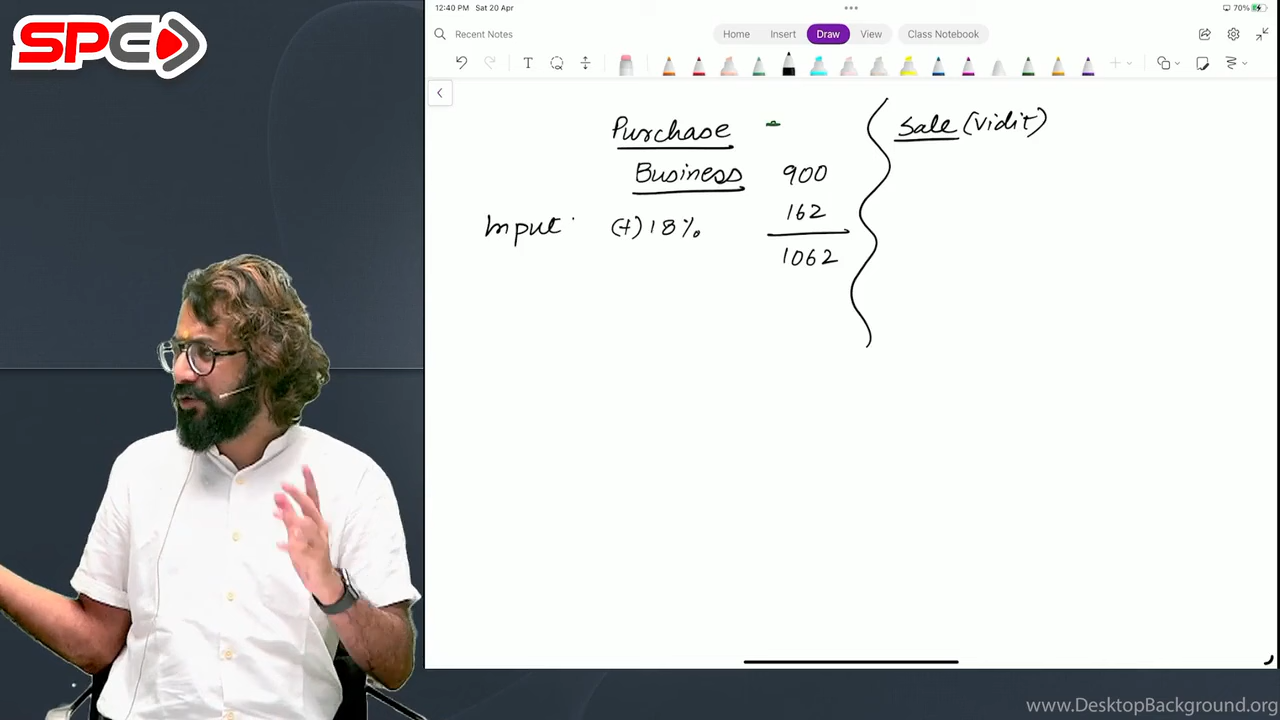 SPED
12:40 PM Sat 20 Apr
70%
Recent Notes
Home Insert Draw View Class Notebook
T
Purchase -
Sale (Vidit)
Business 900
Input (+) 18% 162
1062
www.DesktopBackground.org